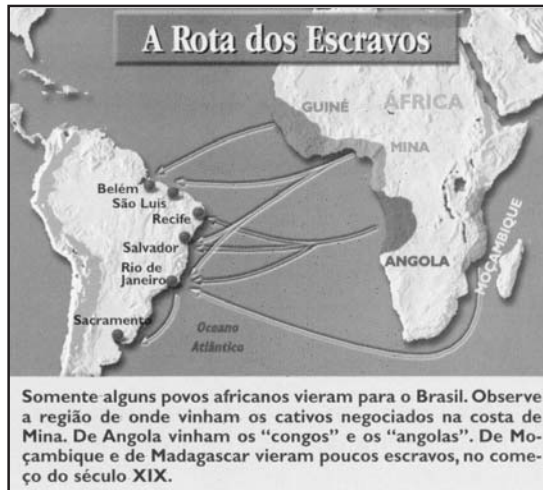 A Rota dos Escravos
GUINÉ
ÁFRICA
MINA
Belém
São Luis
Recife
Salvador
Rio de
Janeiro
Sacramento
Oceano
Atlântico
ANGOLA
MOÇAMBIQUE
Somente alguns povos africanos vieram para o Brasil. Observe
a região de onde vinham os cativos negociados na costa de
Mina. De Angola vinham os “congos” e os “angolas”. De Mo-
çambique e de Madagascar vieram poucos escravos, no come-
ço do século XIX.